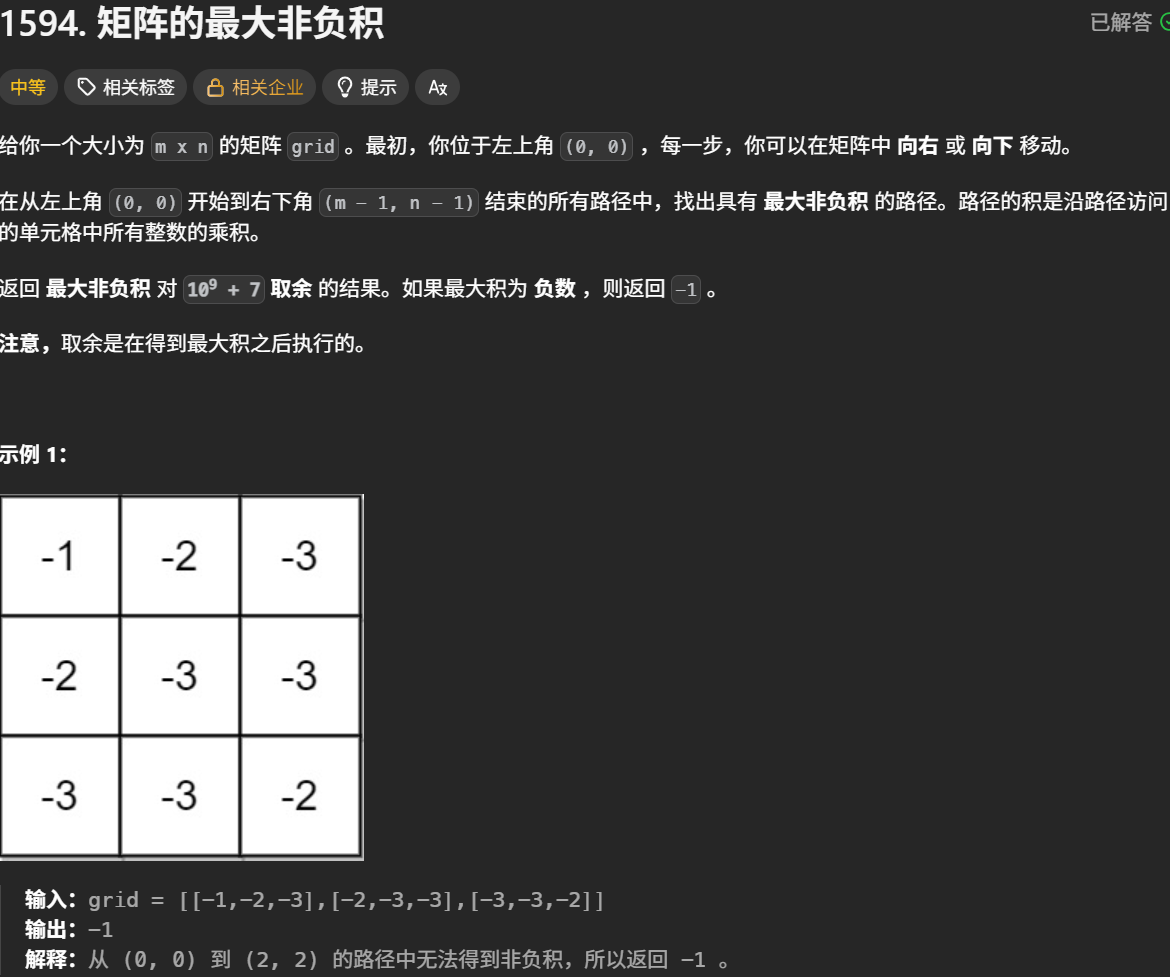 1594. 矩阵的最大非负积
已解答
中等 相关标签 相关企业 提示 Aあ
给你一个大小为 m x n 的矩阵 grid 。最初，你位于左上角 (0, 0) ，每一步，你可以在矩阵中 向右 或 向下 移动。
在从左上角 (0, 0) 开始到右下角 (m - 1, n - 1) 结束的所有路径中，找出具有 最大非负积 的路径。路径的积是沿路径访问
的单元格中所有整数的乘积。
返回 最大非负积 对 10⁹ + 7 取余 的结果。如果最大积为 负数 ，则返回 -1 。
注意，取余是在得到最大积之后执行的。
示例 1：
-1 -2 -3
-2 -3 -3
-3 -3 -2
输入：grid = [[-1,-2,-3],[-2,-3,-3],[-3,-3,-2]]
输出：-1
解释：从 (0, 0) 到 (2, 2) 的路径中无法得到非负积，所以返回 -1 。